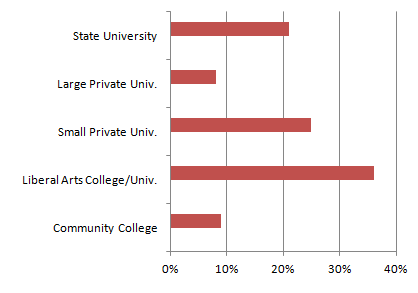 State University
Large Private Univ.
Small Private Univ.
Liberal Arts College/Univ.
Community College
0% 10% 20% 30% 40%